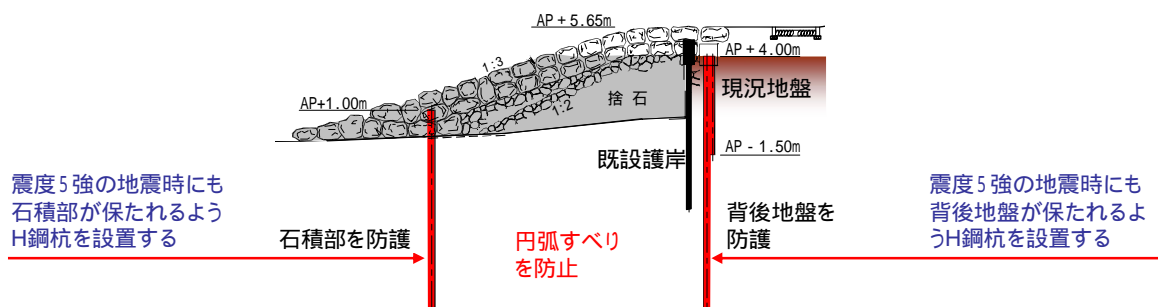 AP + 5.65m
AP + 4.00m
1:3
現況地盤
AP+1.00m
捨 石
1:2
AP - 1.50m
既設護岸
震度5強の地震時にも
石積部が保たれるよう
H鋼杭を設置する
石積部を防護
円弧すべり
を防止
背後地盤を
防護
震度5強の地震時にも
背後地盤が保たれるよ
うH鋼杭を設置する